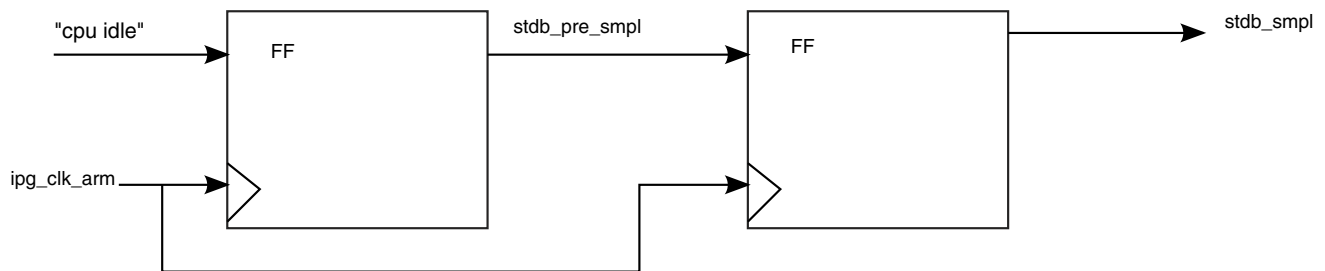 "cpu idle"
FF
stdb_pre_smpl
FF
stdb_smpl
ipg_clk_arm